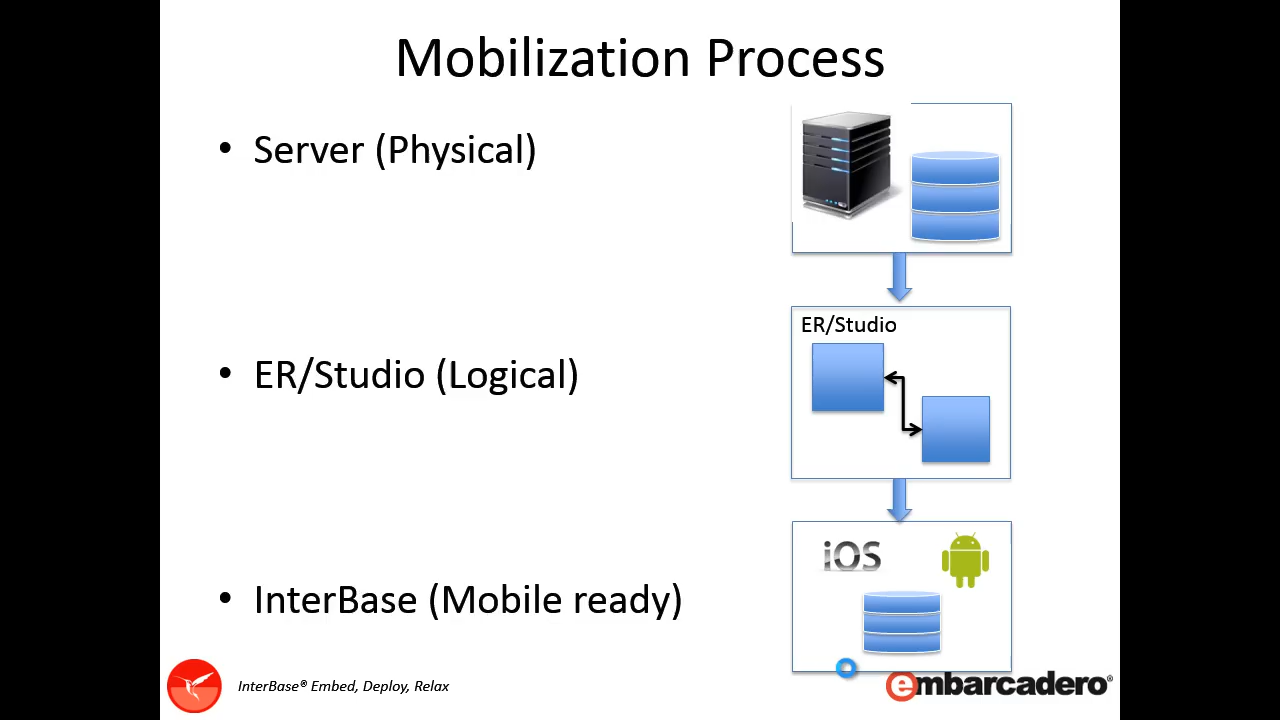 Mobilization Process
• Server (Physical)
ER/Studio
• ER/Studio (Logical)
iOS
• InterBase (Mobile ready)
InterBase® Embed, Deploy, Relax
embarcadero®